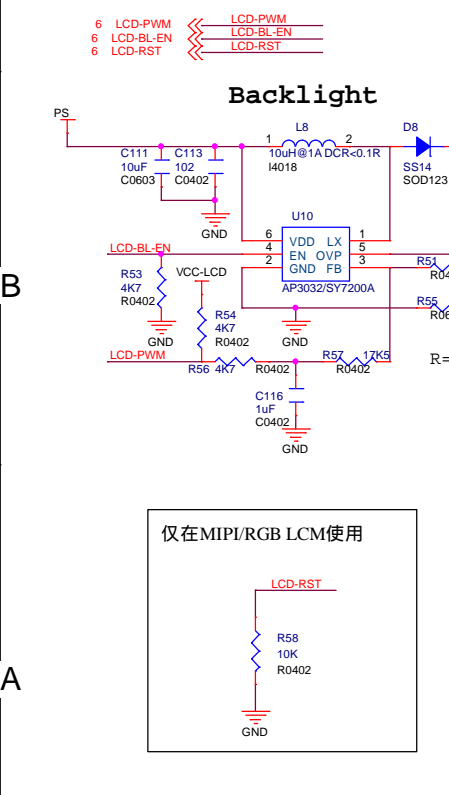 6 LCD-PWM LCD-PWM
6 LCD-BL-EN LCD-BL-EN
6 LCD-RST LCD-RST
Backlight
PS
L8
D8
1 2
C111 C113 10uH@1A DCR<0.1R
10uF 102 I4018 SS14
C0603 C0402 SOD123
U10
GND
6 VDD LX 1
LCD-BL-EN 4 EN OVP 5
2 GND FB 3
R51
R04
R53 VCC-LCD AP3032/SY7200A
4K7
R0402
R54 R55
4K7 R06
R0402
GND GND
LCD-PWM R57 17K5 R=
R56 4K7 R0402 R0402
C116
1uF
C0402
GND
仅在MIPI/RGB LCM使用
LCD-RST
R58
10K
R0402
GND
B
A